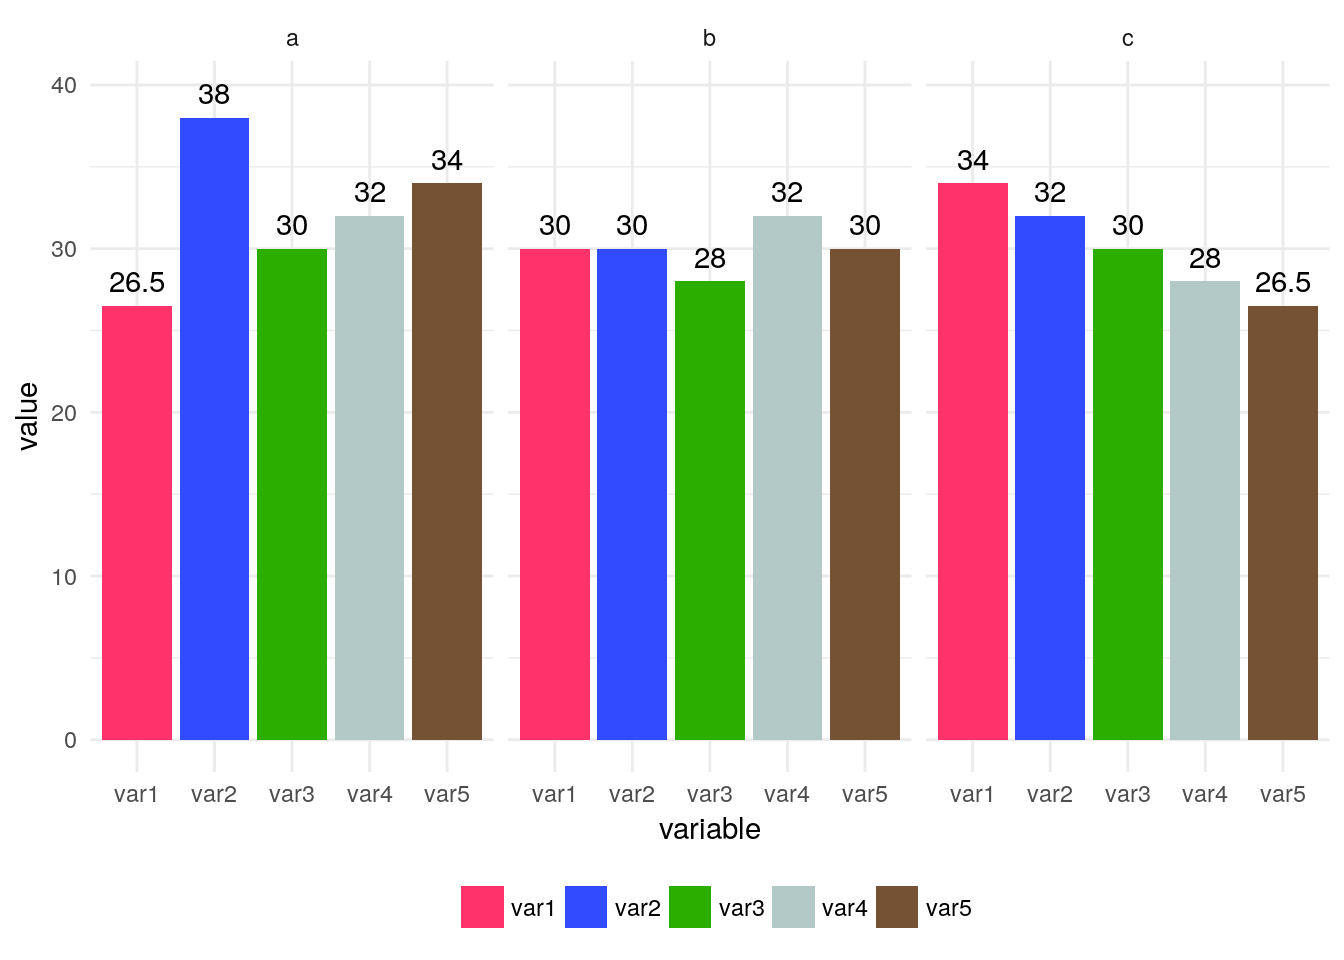 a b c
40
38
34 34
32 32 32
30 30 30 30 30 30
28 28
26.5 26.5
20
10
0
value
var1 var2 var3 var4 var5 var1 var2 var3 var4 var5 var1 var2 var3 var4 var5
variable
var1 var2 var3 var4 var5